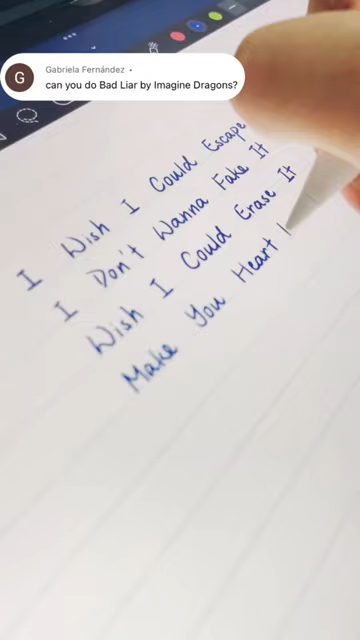 Gabriela Fernández •
G
can you do Bad Liar by Imagine Dragons?
I Wish I Could Escape
I Don't Wanna Fake It
Wish I Could Erase It
Make You Heart